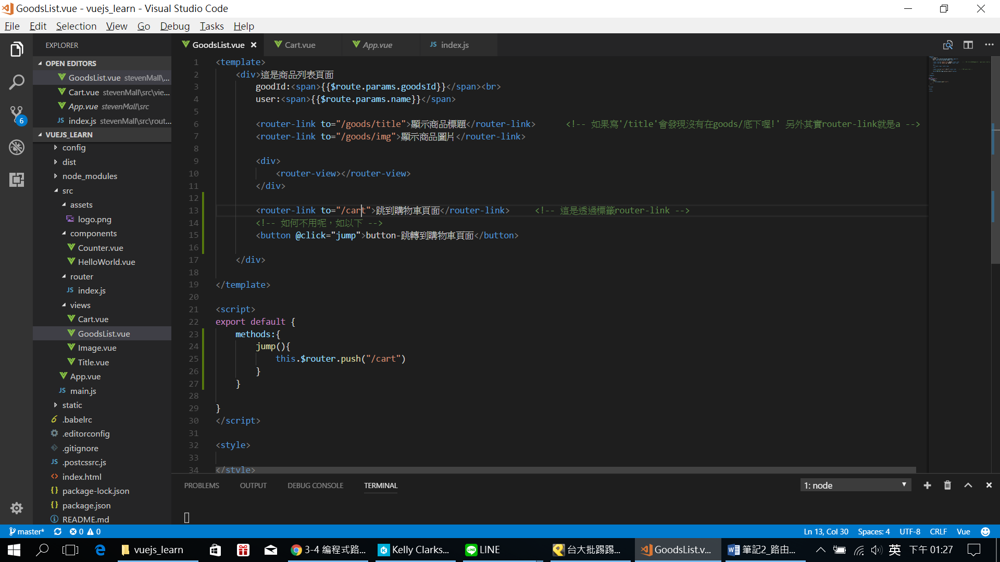 GoodsList.vue - vuejs_learn - Visual Studio Code
File Edit Selection View Go Debug Tasks Help
EXPLORER
OPEN EDITORS
GoodsList.vue stevenMall\...
Cart.vue stevenMall\src\vie...
App.vue stevenMall\src
index.js stevenMall\src\rout...
VUEJS_LEARN
config
dist
node_modules
src
assets
logo.png
components
Counter.vue
HelloWorld.vue
router
JS index.js
views
Cart.vue
GoodsList.vue
Image.vue
Title.vue
App.vue
JS main.js
static
.babelrc
.editorconfig
.gitignore
JS .postcssrc.js
index.html
package-lock.json
package.json
README.md
GoodsList.vue Cart.vue App.vue JS index.js
1 <template>
2 <div>這是商品列表頁面
3 goodId:<span>{{$route.params.goodsId}}</span><br>
4 user:<span>{{$route.params.name}}</span>
5
6 <router-link to="/goods/title">顯示商品標題</router-link> <!-- 如果寫'/title'會發現沒有在goods/底下喔!' 另外其實router-link就是a -->
7 <router-link to="/goods/img">顯示商品圖片</router-link>
8
9 <div>
10 <router-view></router-view>
11 </div>
12
13 <router-link to="/cart">跳到購物車頁面</router-link> <!-- 這是透過標籤router-link -->
14 <!-- 如何不用呢，如以下 -->
15 <button @click="jump">button-跳轉到購物車頁面</button>
16
17 </div>
18
19 </template>
20
21 <script>
22 export default {
23 methods:{
24 jump(){
25 this.$router.push("/cart")
26 }
27 }
28
29 }
30 </script>
31
32 <style>
33
34 </style>
PROBLEMS OUTPUT DEBUG CONSOLE TERMINAL
1: node
6
master* 0 0
Ln 13, Col 30 Spaces: 4 UTF-8 CRLF Vue
vuejs_learn 3-4 編程式路... Kelly Clarks... LINE 台大批踢踢... GoodsList.v... 筆記2_路由... 英 下午 01:27